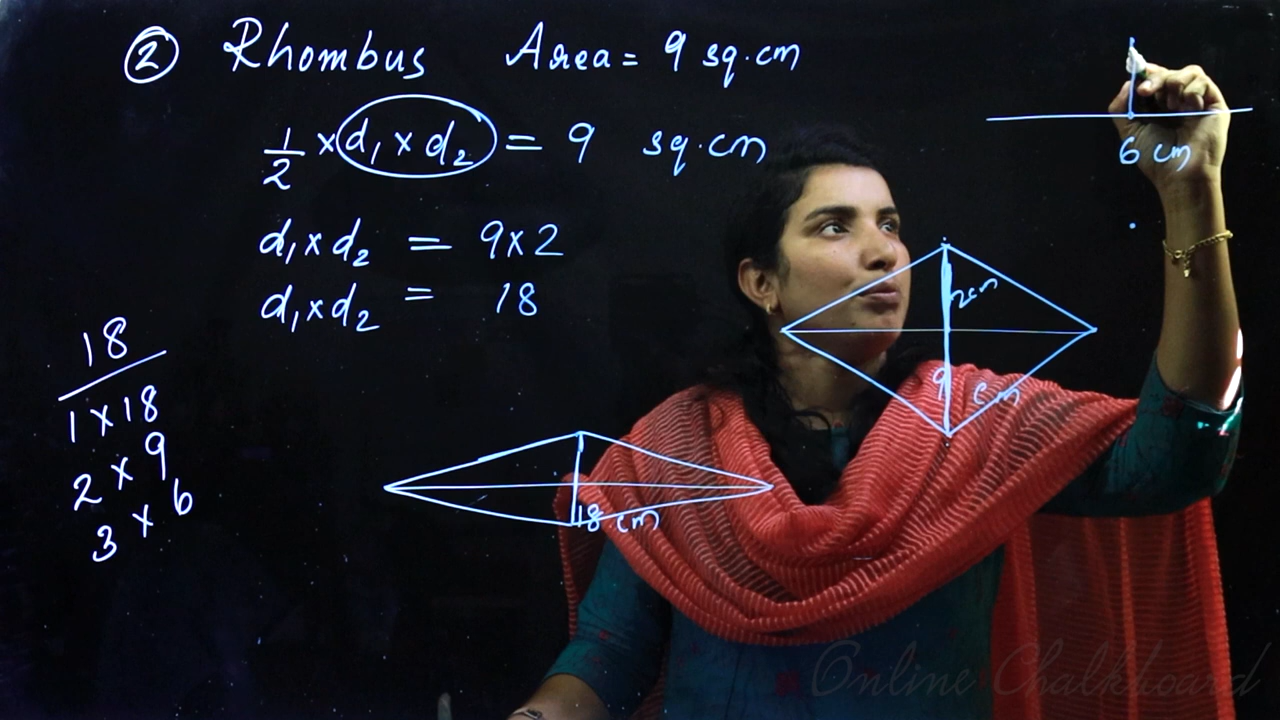 ② Rhombus Area = 9 sq.cm
1/2 × d₁ × d₂ = 9 sq.cm
d₁ × d₂ = 9×2
d₁ × d₂ = 18
18
1 × 18
2 × 9
3 × 6
18 cm
2cm
9 cm
6 cm
Online Chalkboard